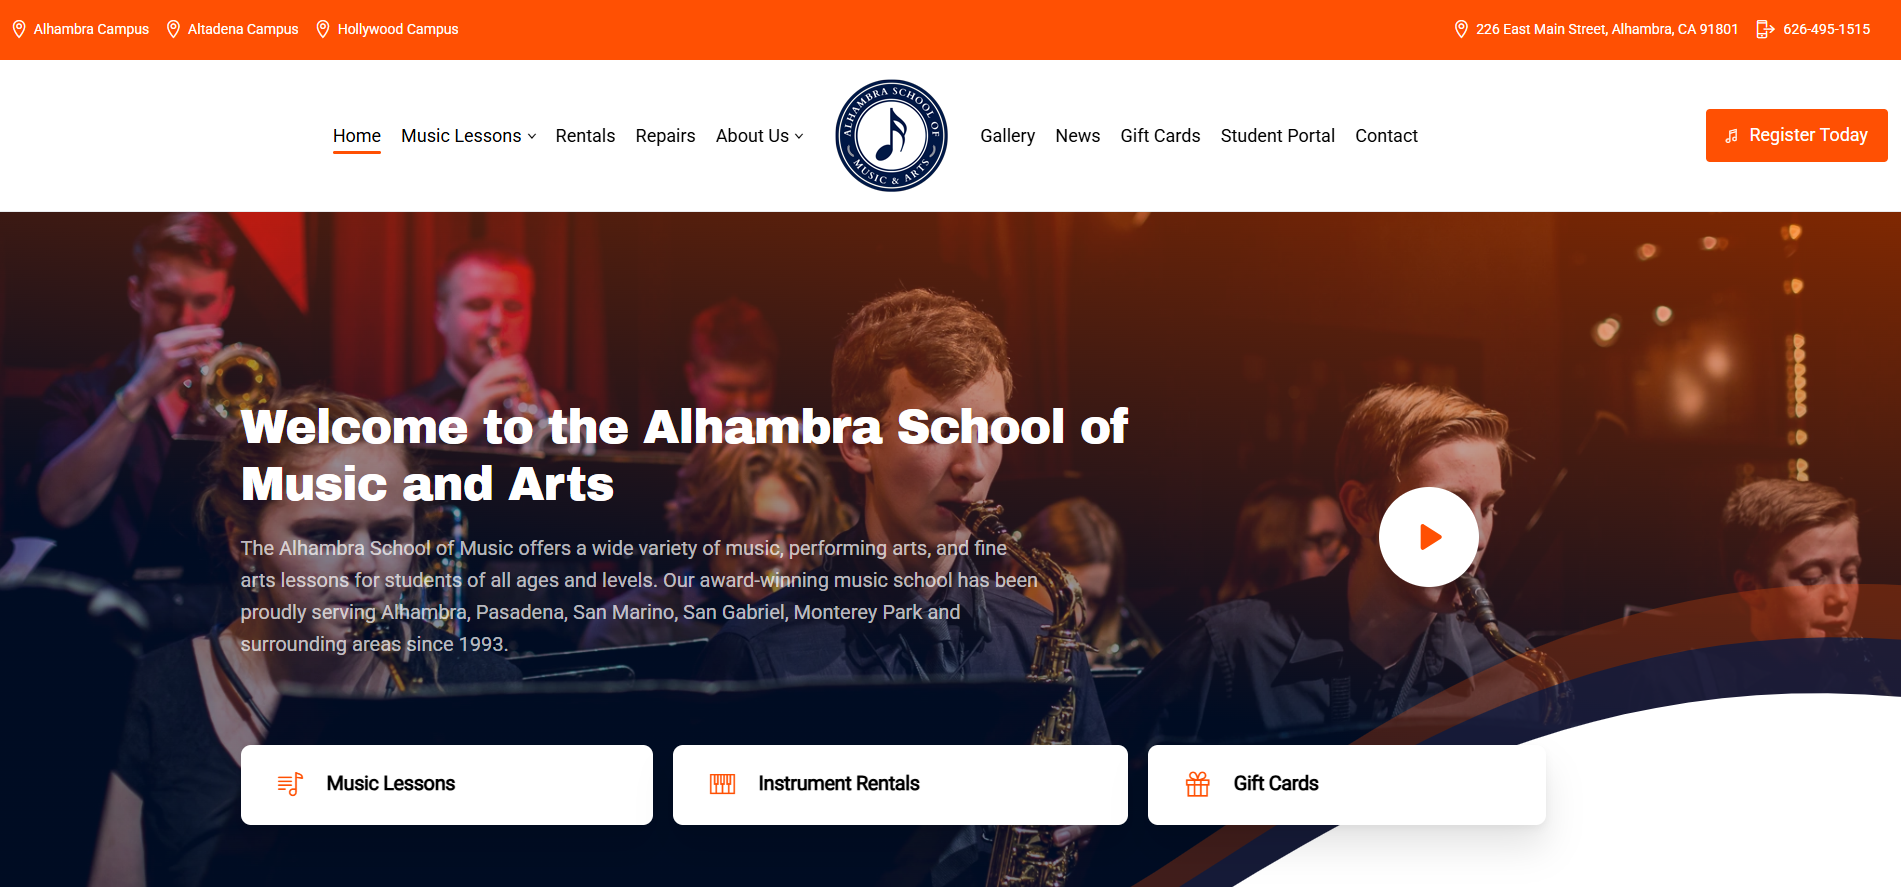 Alhambra Campus
Altadena Campus
Hollywood Campus
226 East Main Street, Alhambra, CA 91801
626-495-1515
Home
Music Lessons
Rentals
Repairs
About Us
ALHAMBRA SCHOOL OF
MUSIC & ARTS
Gallery
News
Gift Cards
Student Portal
Contact
Register Today
Welcome to the Alhambra School of
Music and Arts
The Alhambra School of Music offers a wide variety of music, performing arts, and fine
arts lessons for students of all ages and levels. Our award-winning music school has been
proudly serving Alhambra, Pasadena, San Marino, San Gabriel, Monterey Park and
surrounding areas since 1993.
Music Lessons
Instrument Rentals
Gift Cards